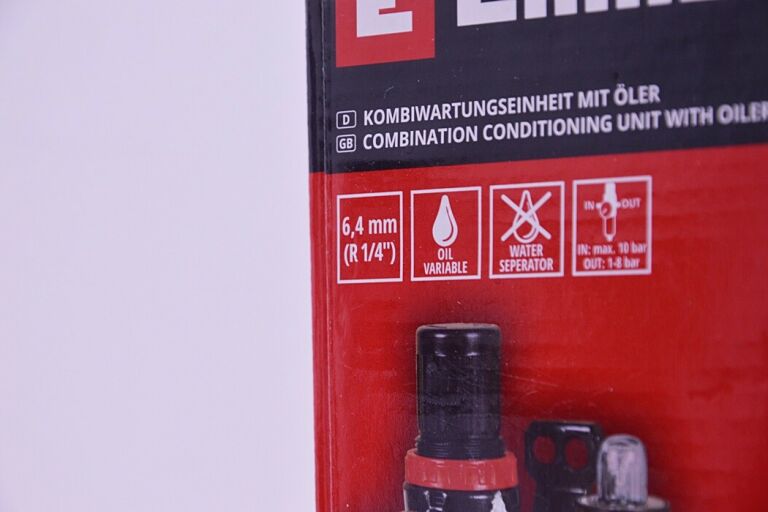 E
D KOMBIWARTUNGSEINHEIT MIT ÖLER
GB COMBINATION CONDITIONING UNIT WITH OILER
6,4 mm
(R 1/4")
OIL
VARIABLE
WATER
SEPERATOR
IN OUT
IN: max. 10 bar
OUT: 1-8 bar